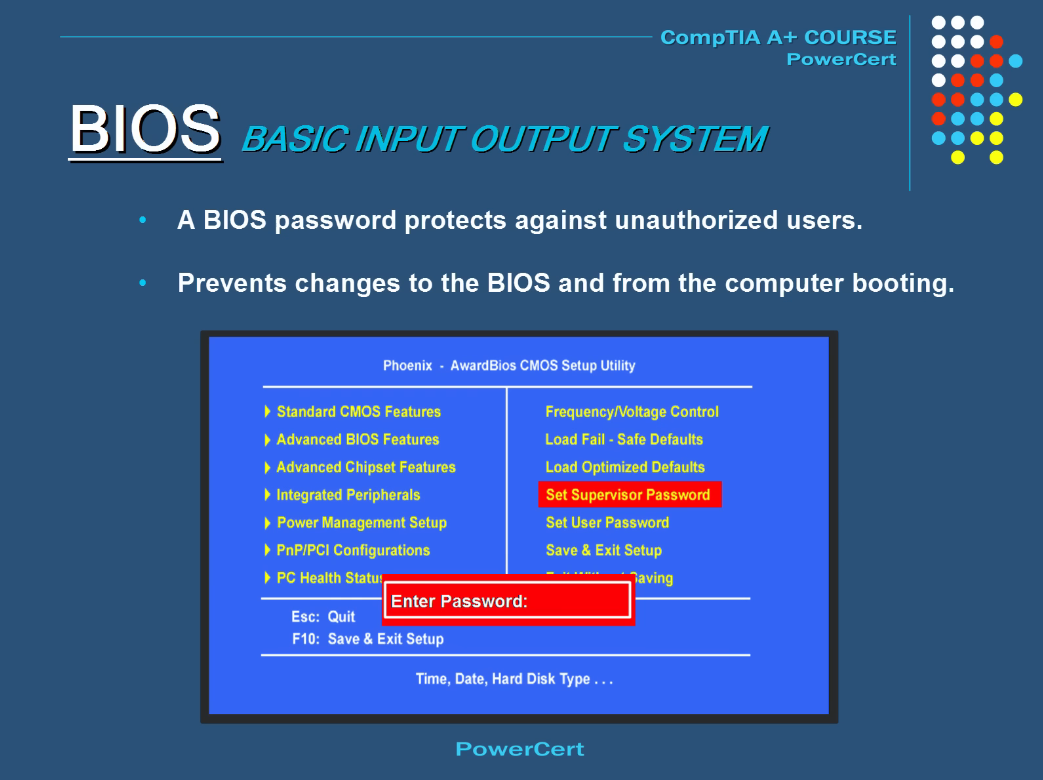 CompTIA A+ COURSE
PowerCert
BIOS BASIC INPUT OUTPUT SYSTEM
• A BIOS password protects against unauthorized users.
• Prevents changes to the BIOS and from the computer booting.
Phoenix - AwardBios CMOS Setup Utility
Standard CMOS Features
Advanced BIOS Features
Advanced Chipset Features
Integrated Peripherals
Power Management Setup
PnP/PCI Configurations
PC Health Status
Frequency/Voltage Control
Load Fail - Safe Defaults
Load Optimized Defaults
Set Supervisor Password
Set User Password
Save & Exit Setup
Exit Without Saving
Enter Password:
Esc: Quit
F10: Save & Exit Setup
Time, Date, Hard Disk Type . . .
PowerCert